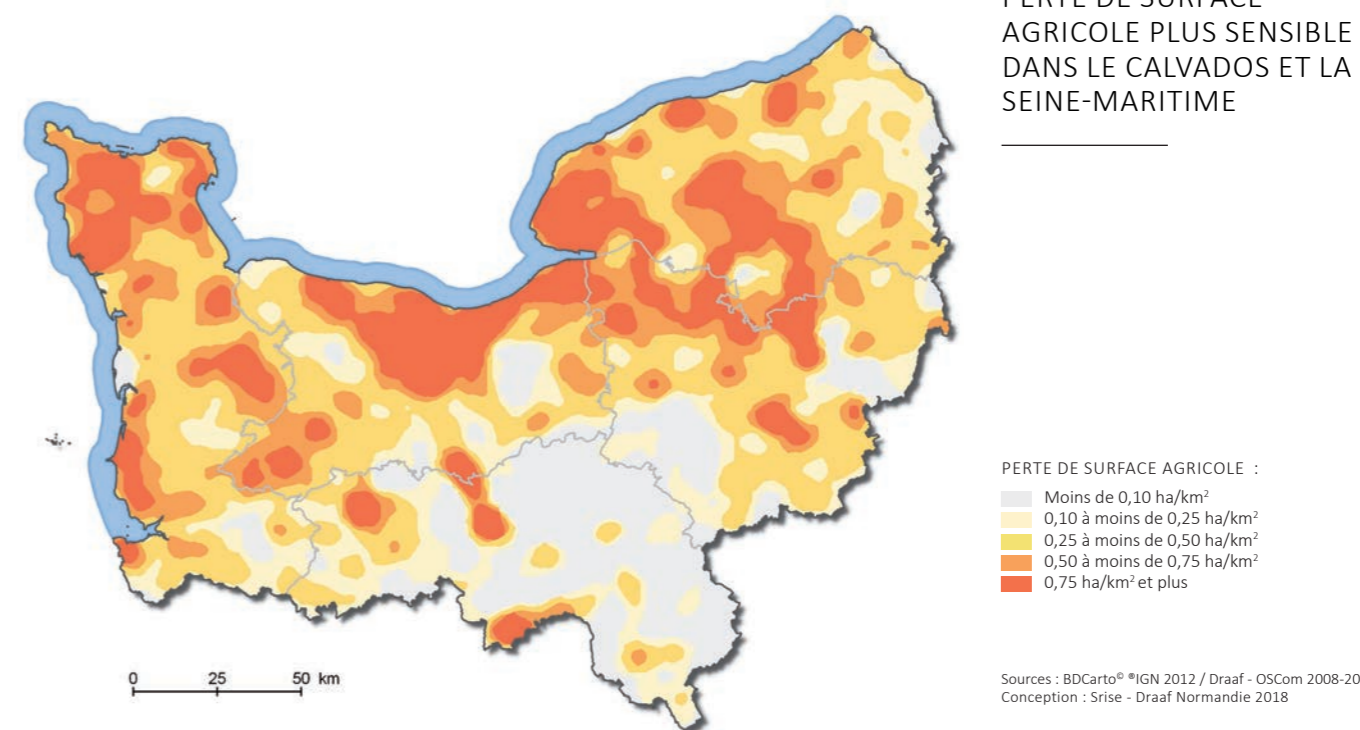 PERTE DE SURFACE
AGRICOLE PLUS SENSIBLE
DANS LE CALVADOS ET LA
SEINE-MARITIME
PERTE DE SURFACE AGRICOLE :
Moins de 0,10 ha/km²
0,10 à moins de 0,25 ha/km²
0,25 à moins de 0,50 ha/km²
0,50 à moins de 0,75 ha/km²
0,75 ha/km² et plus
0 25 50 km
Sources : BDCarto© ®IGN 2012 / Draaf - OSCom 2008-20
Conception : Srise - Draaf Normandie 2018